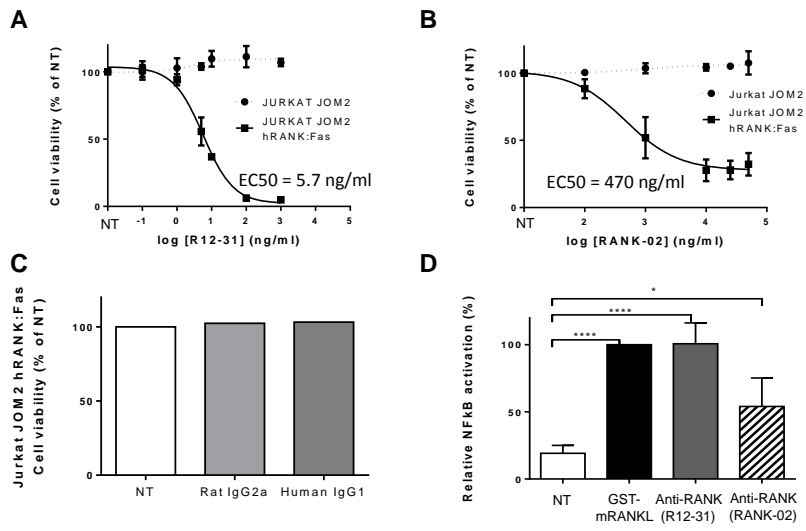 A
Cell viability (% of NT)
100
50
0
NT
-1
0
1
2
3
4
5
log [R12-31] (ng/ml)
JURKAT JOM2
JURKAT JOM2
hRANK:Fas
EC50 = 5.7 ng/ml
B
Cell viability (% of NT)
100
50
0
NT
2
3
4
5
log [RANK-02] (ng/ml)
Jurkat JOM2
Jurkat JOM2
hRANK:Fas
EC50 = 470 ng/ml
C
Jurkat JOM2 hRANK:Fas
Cell viability (% of NT)
100
50
0
NT
Rat IgG2a
Human IgG1
D
Relative NFkB activation (%)
100
50
0
*
****
****
NT
GST-
mRANKL
Anti-RANK
(R12-31)
Anti-RANK
(RANK-02)